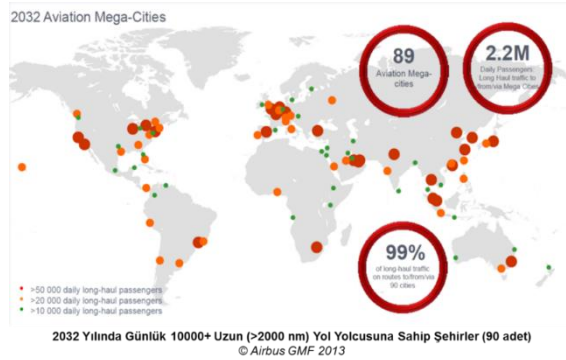 2032 Aviation Mega-Cities
89
Aviation Mega-
cities
2.2M
Daily Passengers:
Long Haul traffic to
from/via Mega Cities
99%
of long-haul traffic
on routes to/from/via
90 cities
>50 000 daily long-haul passengers
>20 000 daily long-haul passengers
>10 000 daily long-haul passengers
2032 Yılında Günlük 10000+ Uzun (>2000 nm) Yol Yolcusuna Sahip Şehirler (90 adet)
© Airbus GMF 2013